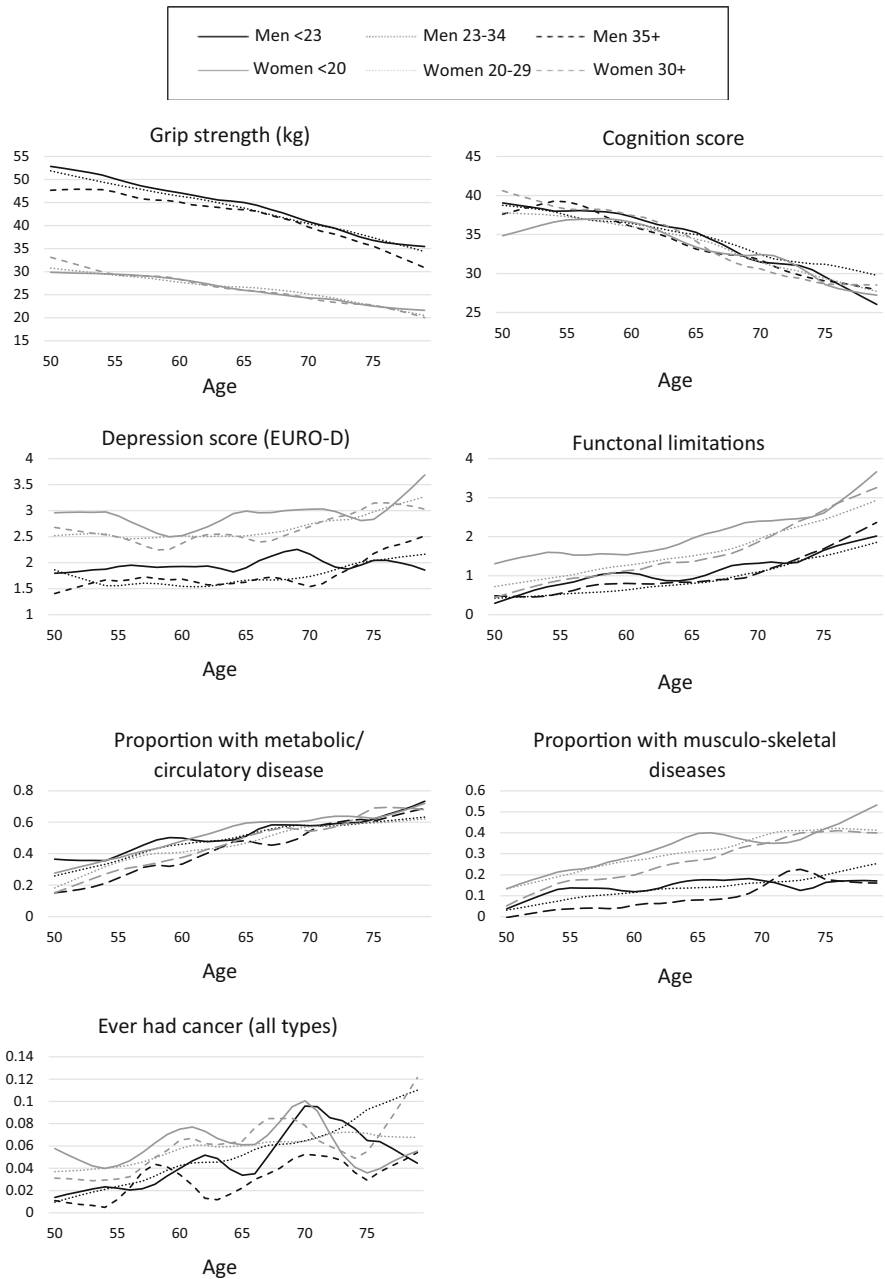 Men <23 Men 23-34 Men 35+
Women <20 Women 20-29 Women 30+
Grip strength (kg)
55
50
45
40
35
30
25
20
15
50 55 60 65 70 75
Age
Cognition score
45
40
35
30
25
50 55 60 65 70 75
Age
Depression score (EURO-D)
4
3.5
3
2.5
2
1.5
1
50 55 60 65 70 75
Age
Functonal limitations
4
3
2
1
0
50 55 60 65 70 75
Age
Proportion with metabolic/
circulatory disease
0.8
0.6
0.4
0.2
0
50 55 60 65 70 75
Age
Proportion with musculo-skeletal
diseases
0.6
0.5
0.4
0.3
0.2
0.1
0
50 55 60 65 70 75
Age
Ever had cancer (all types)
0.14
0.12
0.1
0.08
0.06
0.04
0.02
0
50 55 60 65 70 75
Age